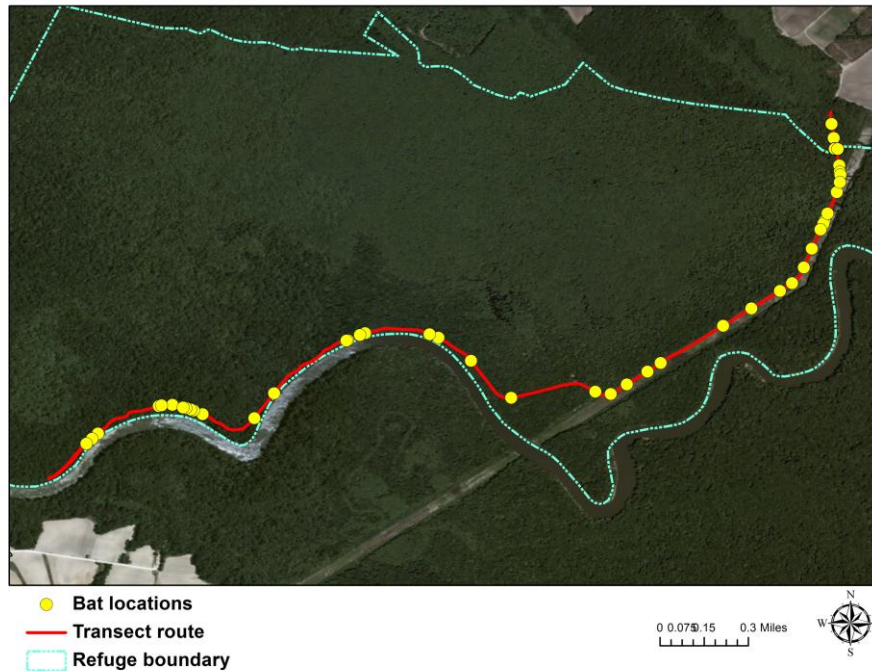 Bat locations
Transect route
Refuge boundary
0 0.075 0.15 0.3 Miles
N
W E
S